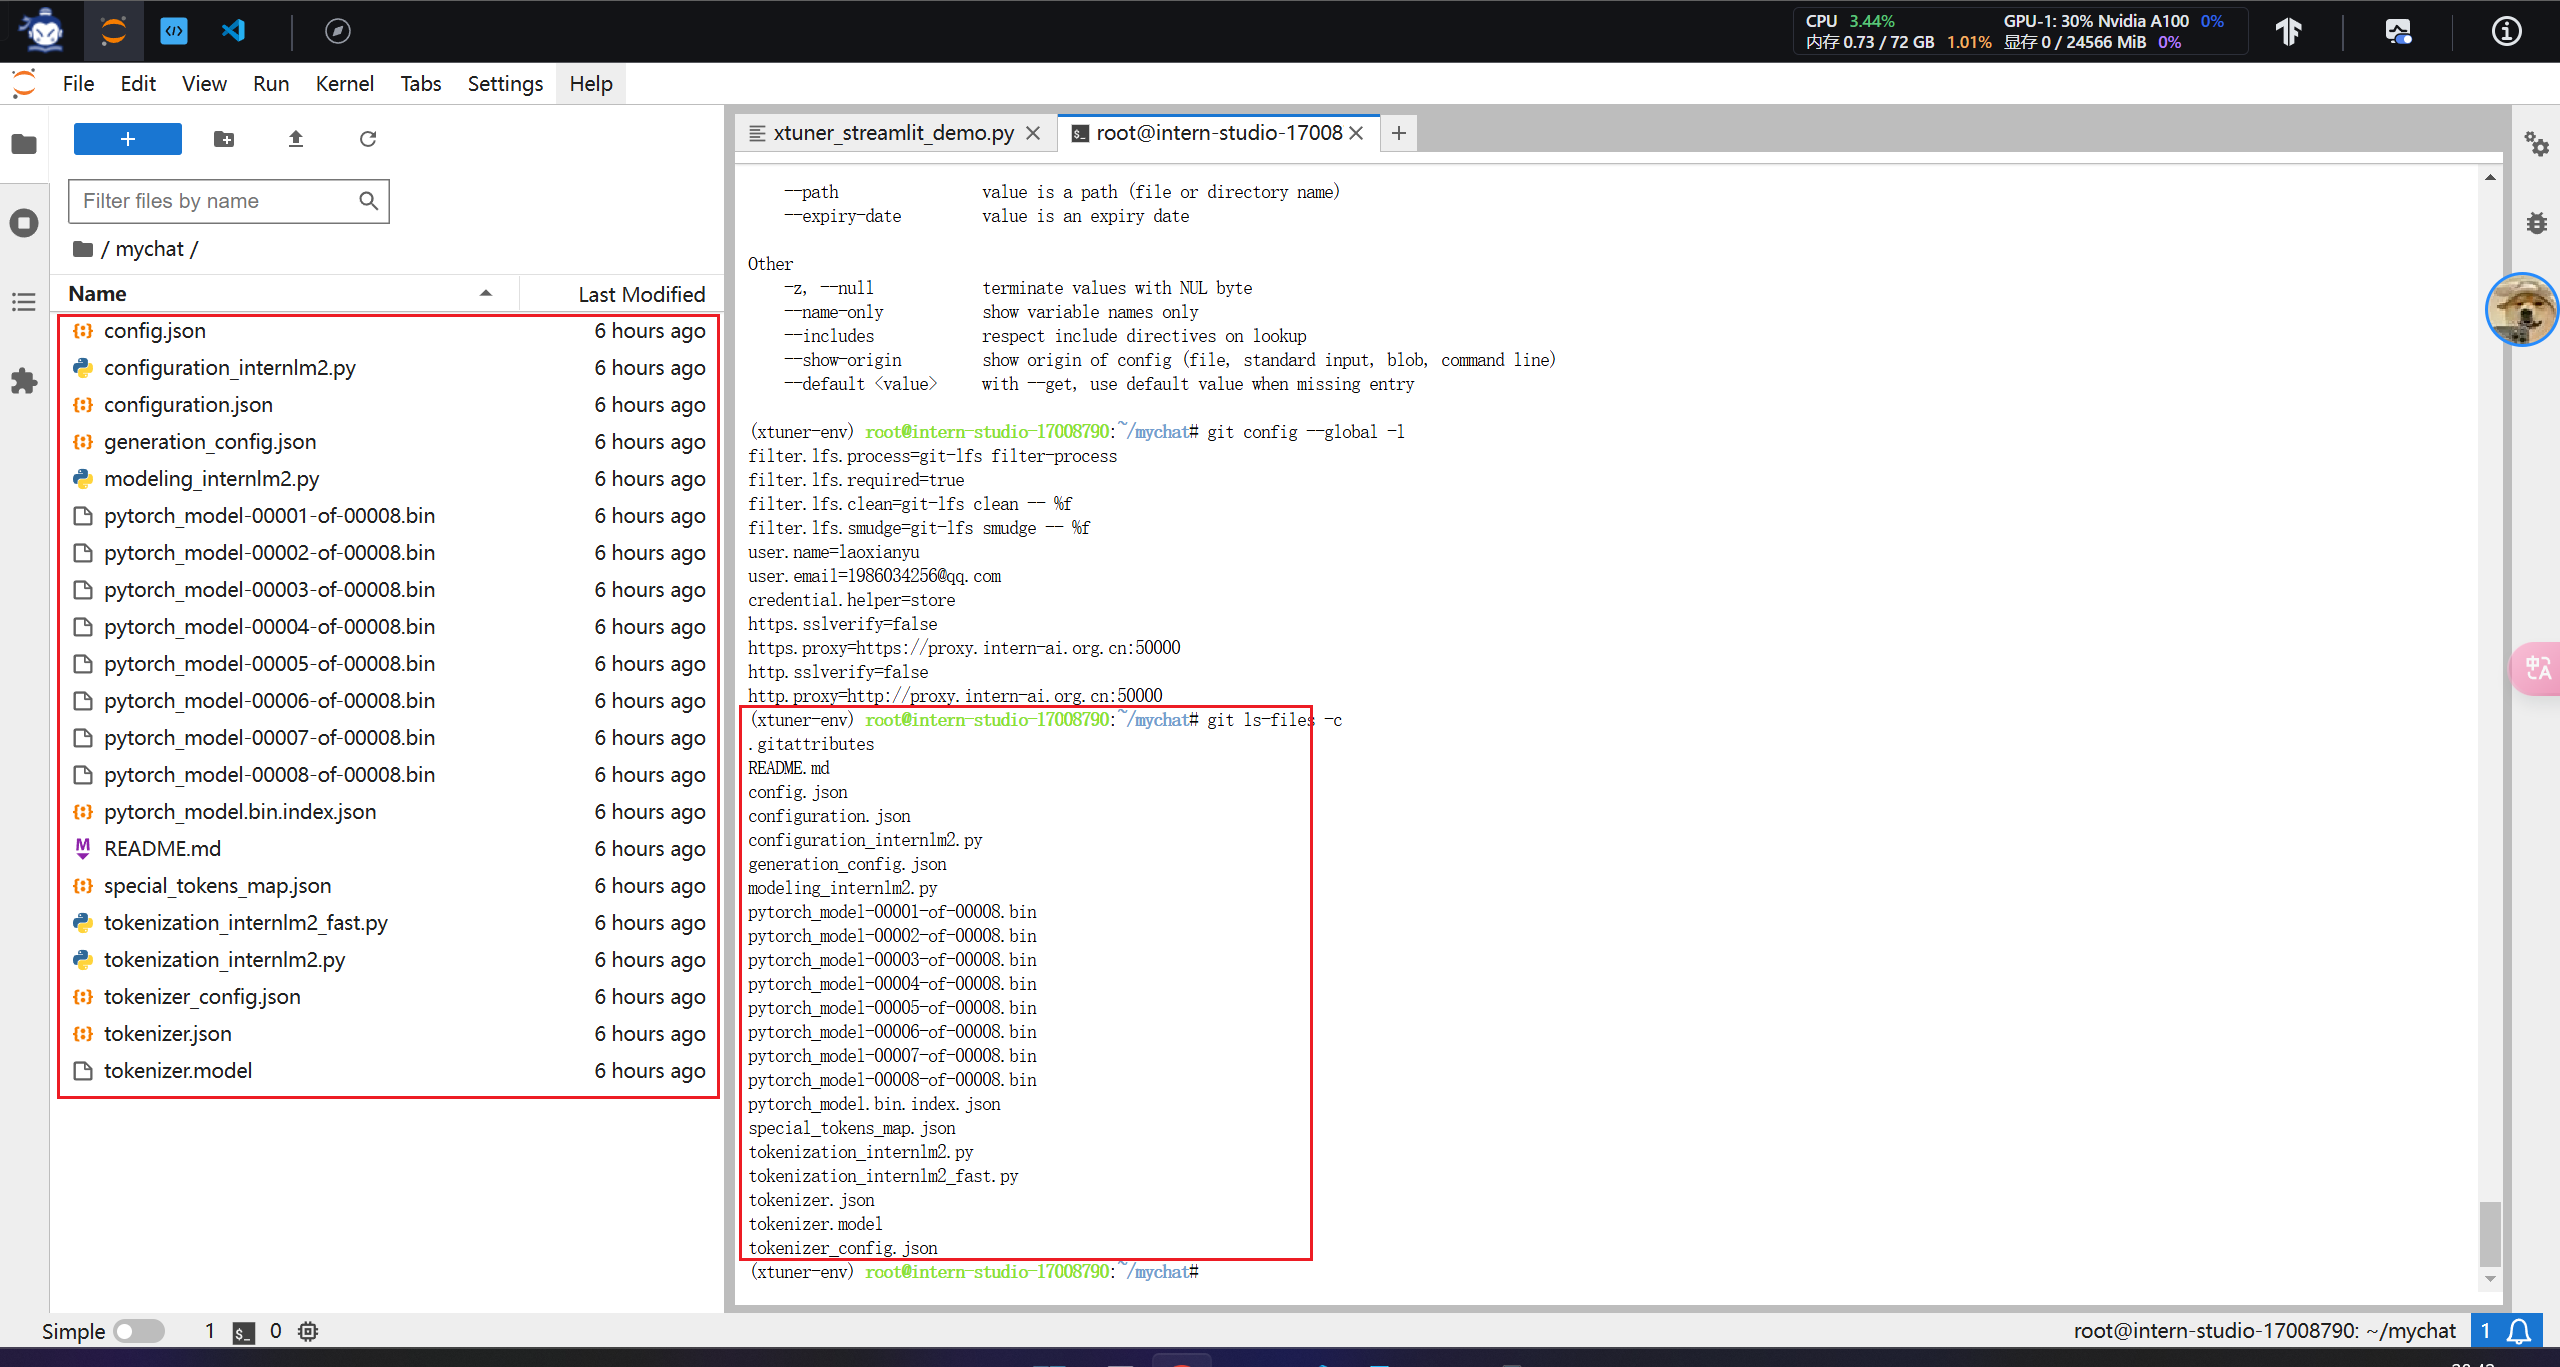 CPU 3.44% GPU-1: 30% Nvidia A100 0%
内存 0.73 / 72 GB 1.01% 显存 0 / 24566 MiB 0%
File Edit View Run Kernel Tabs Settings Help
xtuner_streamlit_demo.py
root@intern-studio-17008
Filter files by name
/ mychat /
Name Last Modified
config.json 6 hours ago
configuration_internlm2.py 6 hours ago
configuration.json 6 hours ago
generation_config.json 6 hours ago
modeling_internlm2.py 6 hours ago
pytorch_model-00001-of-00008.bin 6 hours ago
pytorch_model-00002-of-00008.bin 6 hours ago
pytorch_model-00003-of-00008.bin 6 hours ago
pytorch_model-00004-of-00008.bin 6 hours ago
pytorch_model-00005-of-00008.bin 6 hours ago
pytorch_model-00006-of-00008.bin 6 hours ago
pytorch_model-00007-of-00008.bin 6 hours ago
pytorch_model-00008-of-00008.bin 6 hours ago
pytorch_model.bin.index.json 6 hours ago
README.md 6 hours ago
special_tokens_map.json 6 hours ago
tokenization_internlm2_fast.py 6 hours ago
tokenization_internlm2.py 6 hours ago
tokenizer_config.json 6 hours ago
tokenizer.json 6 hours ago
tokenizer.model 6 hours ago
--path value is a path (file or directory name)
--expiry-date value is an expiry date
Other
-z, --null terminate values with NUL byte
--name-only show variable names only
--includes respect include directives on lookup
--show-origin show origin of config (file, standard input, blob, command line)
--default <value> with --get, use default value when missing entry
(xtuner-env) root@intern-studio-17008790:~/mychat# git config --global -l
filter.lfs.process=git-lfs filter-process
filter.lfs.required=true
filter.lfs.clean=git-lfs clean -- %f
filter.lfs.smudge=git-lfs smudge -- %f
user.name=laoxianyu
user.email=1986034256@qq.com
credential.helper=store
https.sslverify=false
https.proxy=https://proxy.intern-ai.org.cn:50000
http.sslverify=false
http.proxy=http://proxy.intern-ai.org.cn:50000
(xtuner-env) root@intern-studio-17008790:~/mychat# git ls-files -c
.gitattributes
README.md
config.json
configuration.json
configuration_internlm2.py
generation_config.json
modeling_internlm2.py
pytorch_model-00001-of-00008.bin
pytorch_model-00002-of-00008.bin
pytorch_model-00003-of-00008.bin
pytorch_model-00004-of-00008.bin
pytorch_model-00005-of-00008.bin
pytorch_model-00006-of-00008.bin
pytorch_model-00007-of-00008.bin
pytorch_model-00008-of-00008.bin
pytorch_model.bin.index.json
special_tokens_map.json
tokenization_internlm2.py
tokenization_internlm2_fast.py
tokenizer.json
tokenizer.model
tokenizer_config.json
(xtuner-env) root@intern-studio-17008790:~/mychat#
Simple 1 0 root@intern-studio-17008790: ~/mychat 1